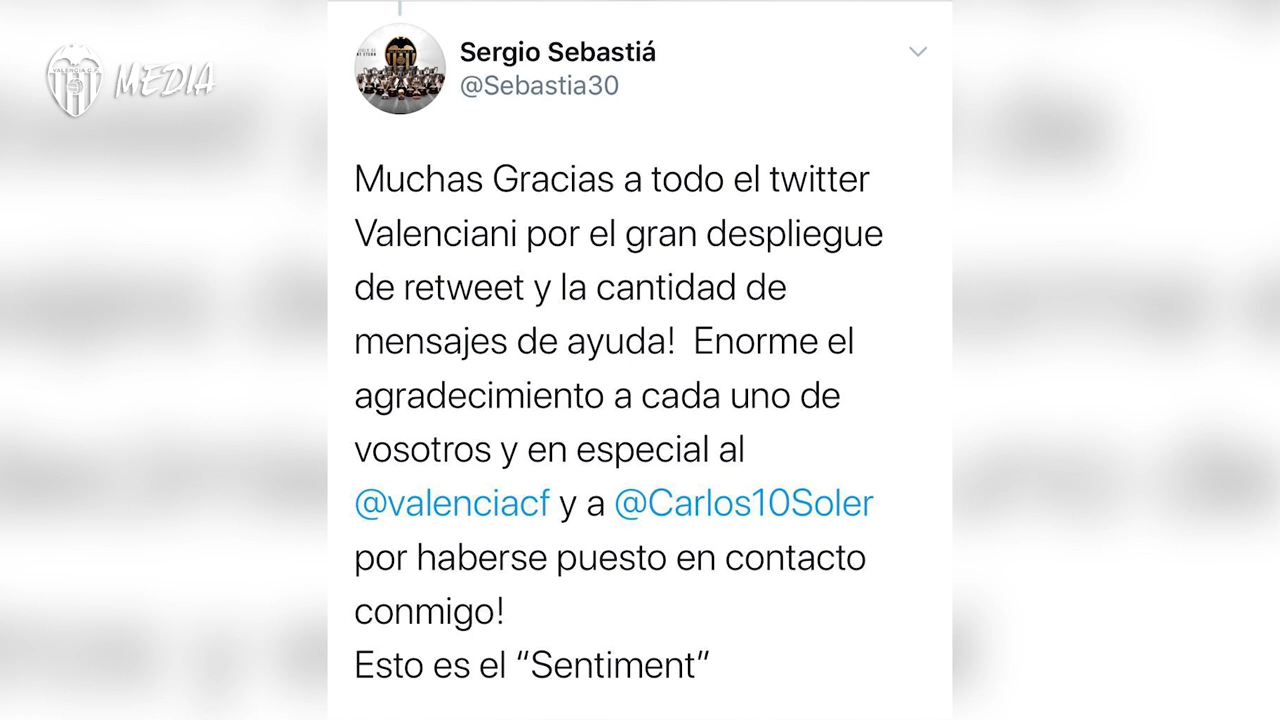 VALENCIA C.F.
MEDIA
Sergio Sebastiá
@Sebastia30
Muchas Gracias a todo el twitter
Valenciani por el gran despliegue
de retweet y la cantidad de
mensajes de ayuda!  Enorme el
agradecimiento a cada uno de
vosotros y en especial al
@valenciacf y a @Carlos10Soler
por haberse puesto en contacto
conmigo!
Esto es el “Sentiment”